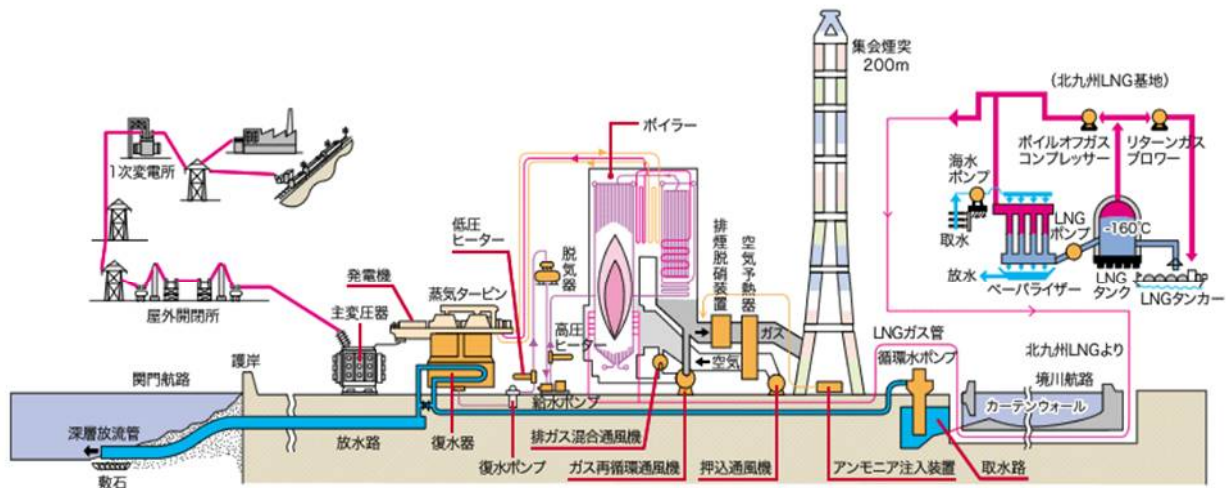 集合煙突
200m
(北九州LNG基地)
ボイラー
ボイルオフガス
コンプレッサー
リターンガス
ブロワー
1次変電所
海水
ポンプ
取水
放水
LNG
ポンプ
-160℃
ベーパライザー
LNG
タンク
LNGタンカー
低圧
ヒーター
脱気器
排煙脱硝装置
空気予熱器
発電機
蒸気タービン
主変圧器
屋外開閉所
高圧
ヒーター
ガス
空気
LNGガス管
循環水ポンプ
北九州LNGより
境川航路
カーテンウォール
護岸
関門航路
給水ポンプ
深層放流管
敷石
放水路
復水器
復水ポンプ
排ガス混合通風機
ガス再循環通風機
押込通風機
アンモニア注入装置
取水路